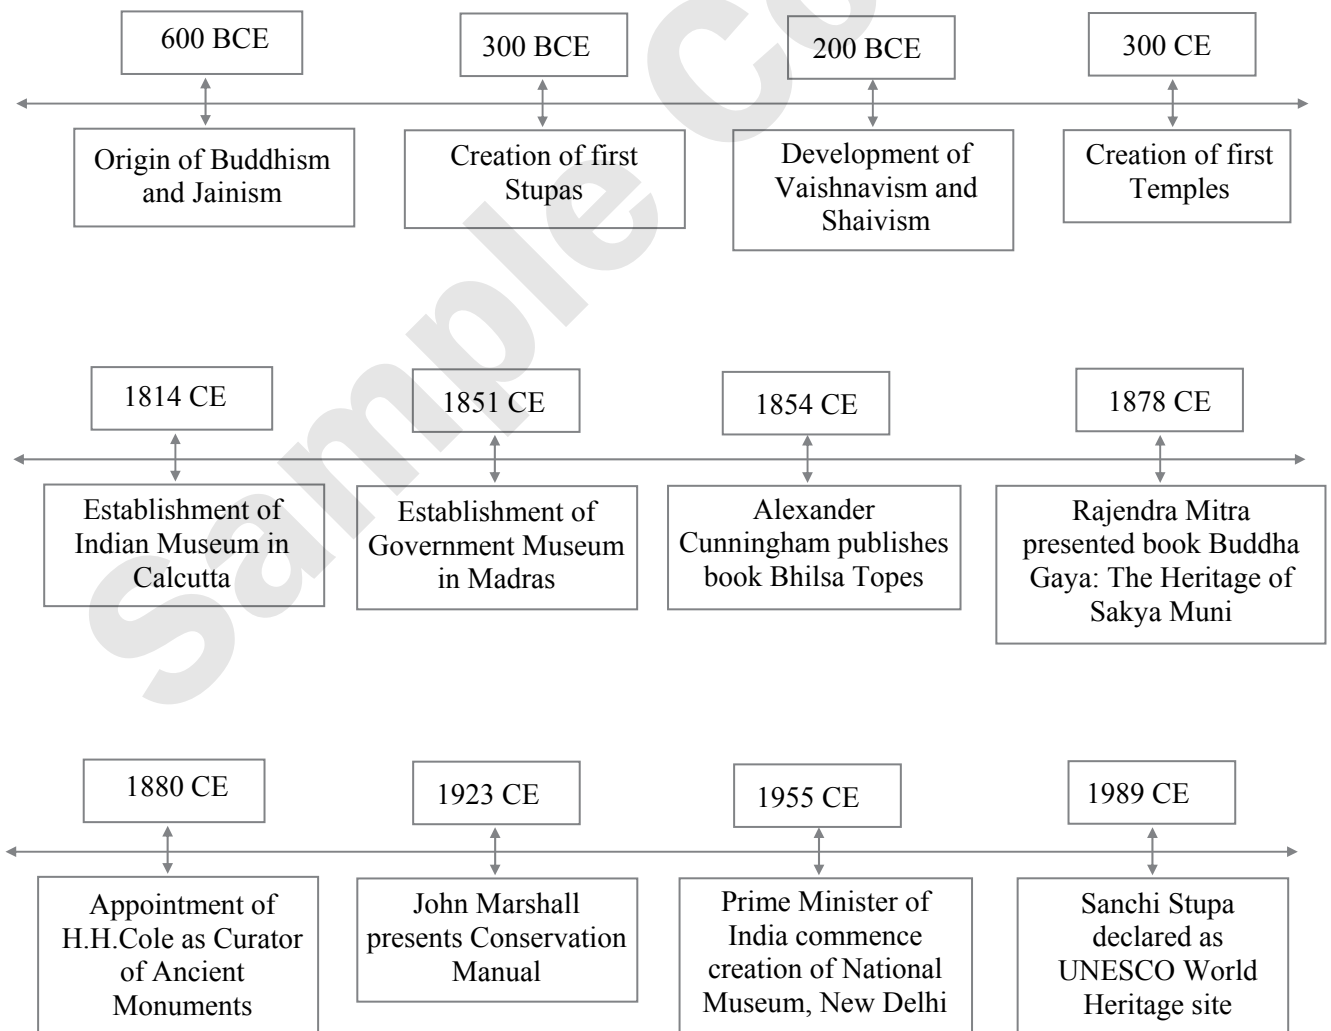 600 BCE
300 BCE
200 BCE
300 CE
Origin of Buddhism
and Jainism
Creation of first
Stupas
Development of
Vaishnavism and
Shaivism
Creation of first
Temples
1814 CE
1851 CE
1854 CE
1878 CE
Establishment of
Indian Museum in
Calcutta
Establishment of
Government Museum
in Madras
Alexander
Cunningham publishes
book Bhilsa Topes
Rajendra Mitra
presented book Buddha
Gaya: The Heritage of
Sakya Muni
1880 CE
1923 CE
1955 CE
1989 CE
Appointment of
H.H.Cole as Curator
of Ancient
Monuments
John Marshall
presents Conservation
Manual
Prime Minister of
India commence
creation of National
Museum, New Delhi
Sanchi Stupa
declared as
UNESCO World
Heritage site
Sample